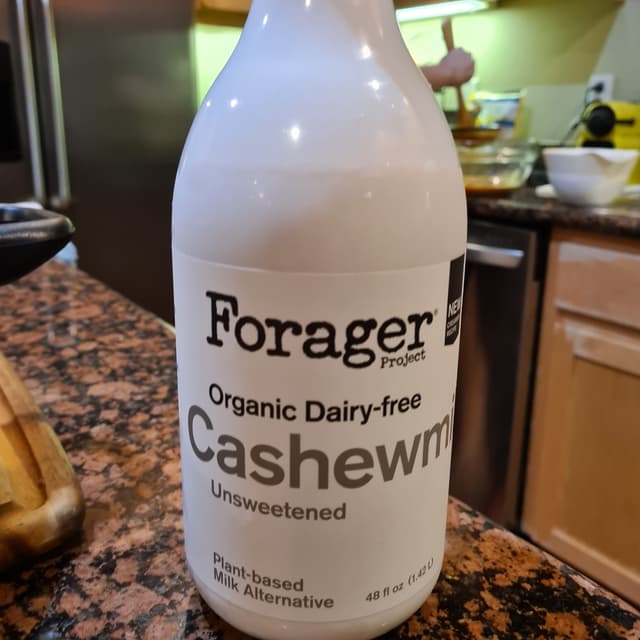 Forager
Project
NEW
Organic Dairy-free
Cashewmi
Unsweetened
Plant-based
Milk Alternative
48 fl oz (1.42 L)